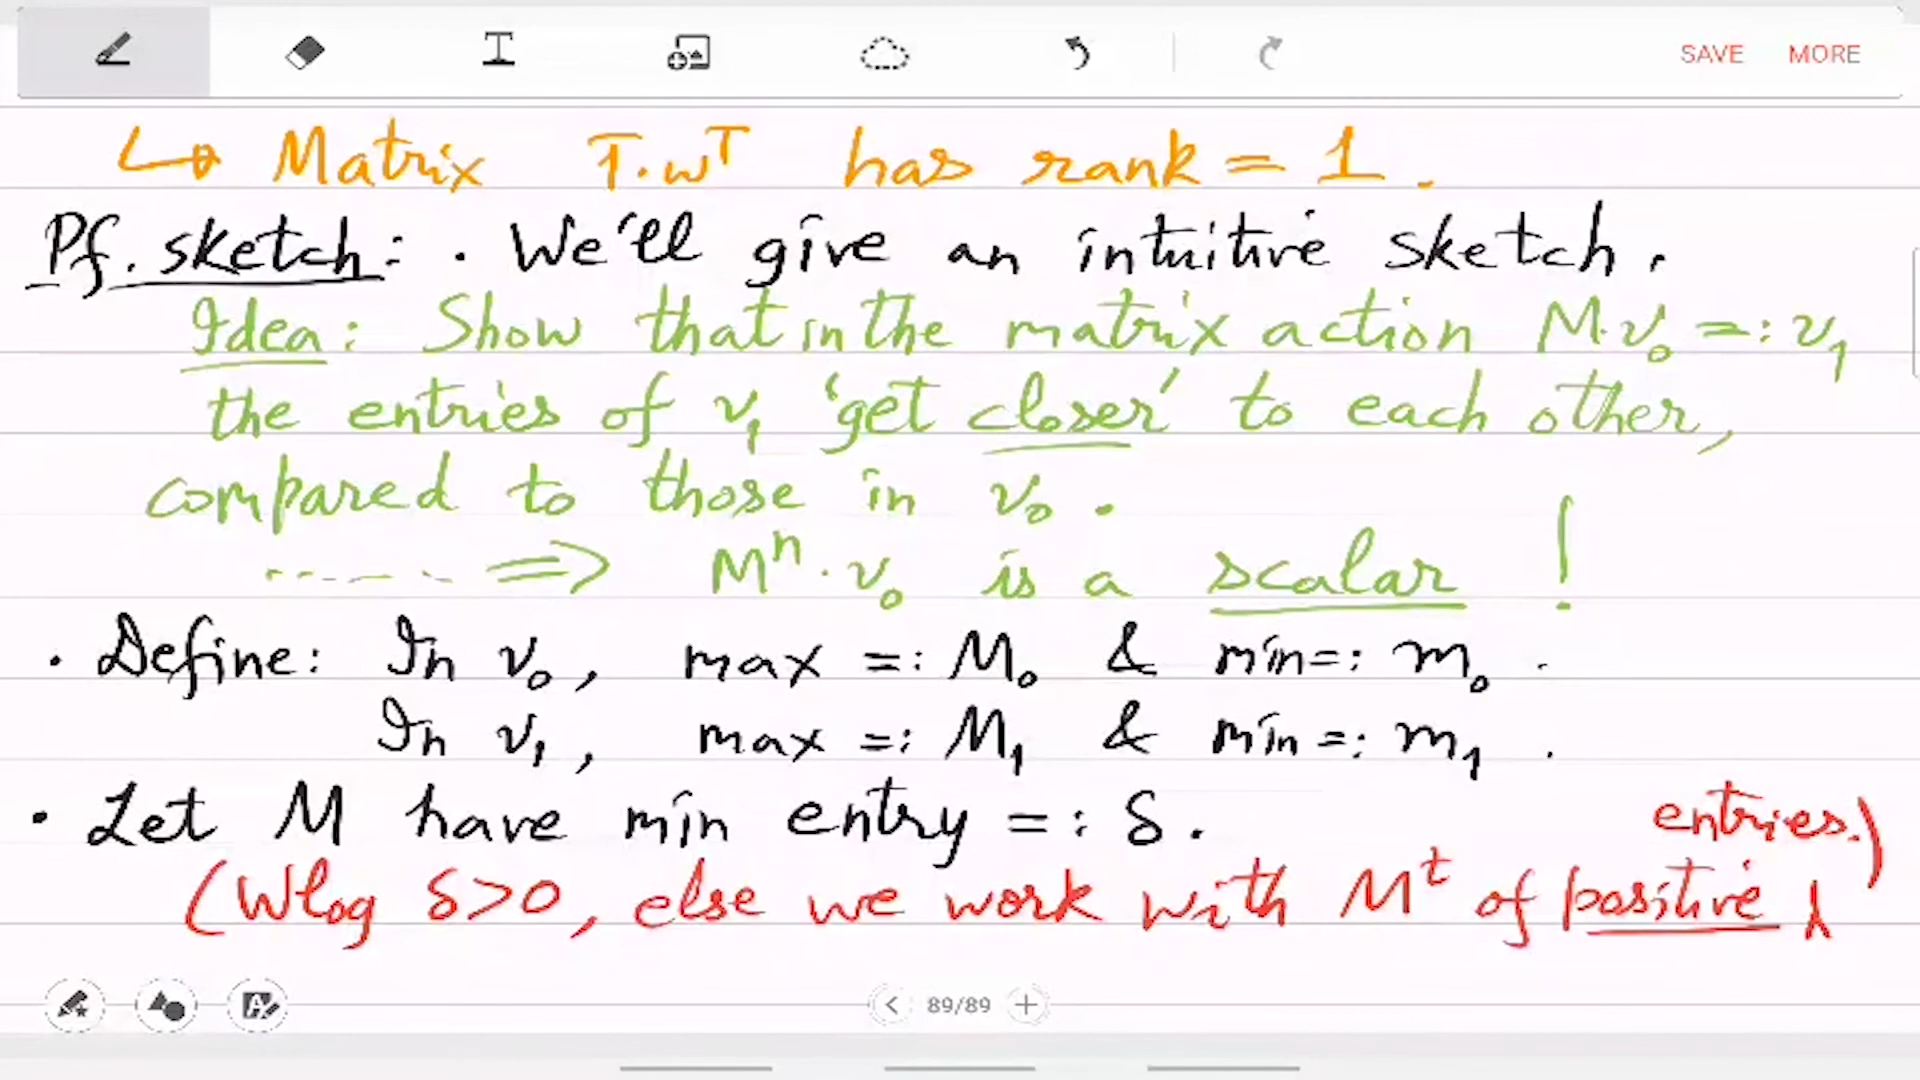 SAVE MORE
↳ Matrix 1̄.wᵀ has rank = 1.
Pf. sketch: . We'll give an intuitive sketch.
Idea: Show that in the matrix action M.v₀ =: v₁
the entries of v₁ 'get closer' to each other,
compared to those in v₀.
...... ⟹ Mⁿ.v₀ is a scalar !
. Define: In v₀, max =: M₀ & min =: m₀ .
In v₁, max =: M₁ & min =: m₁ .
. Let M have min entry =: δ.
(Wlog δ>0, else we work with Mᵗ of positive entries.)
89/89